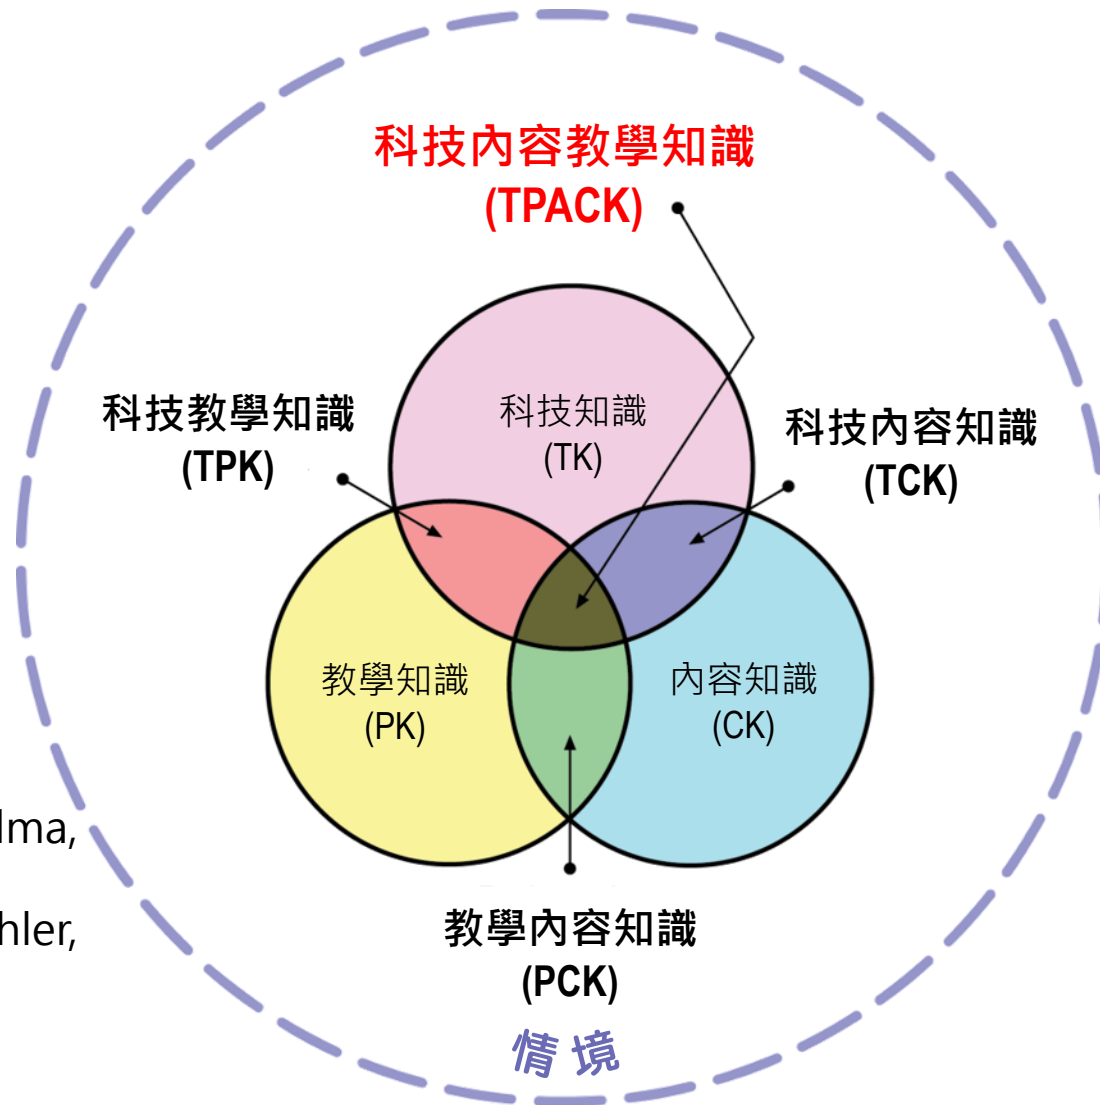 科技內容教學知識
(TPACK)
科技教學知識
(TPK)
科技知識
(TK)
科技內容知識
(TCK)
教學知識
(PK)
內容知識
(CK)
lma,
hler,
教學內容知識
(PCK)
情境